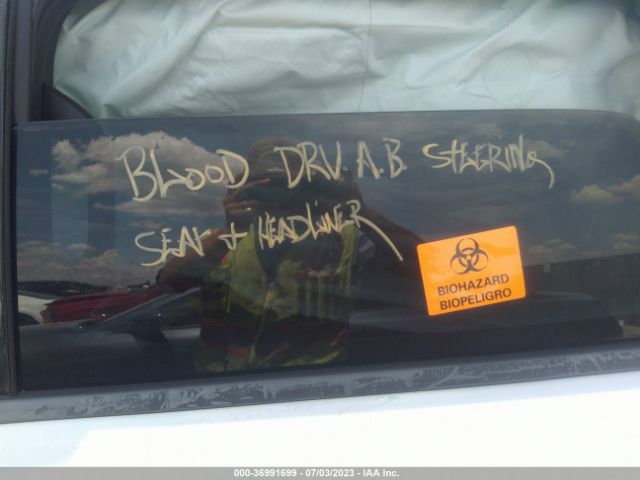 BLOOD DRV. A.B STEERING
SEAT + HEADLINER
BIOHAZARD
BIOPELIGRO
000-36991699 - 07/03/2023 - IAA Inc.